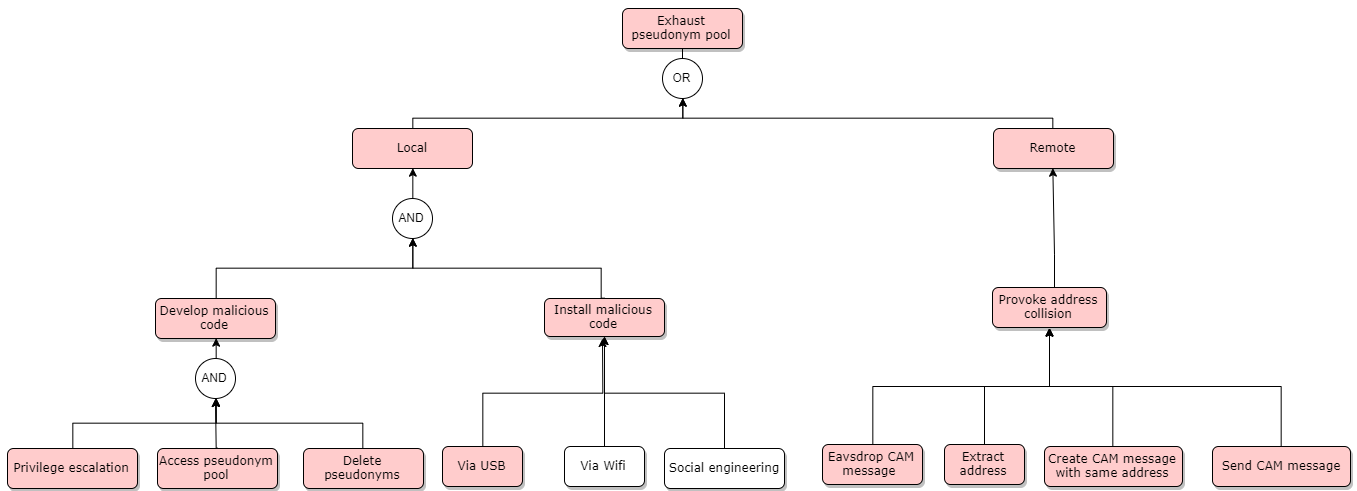 Exhaust
pseudonym pool
OR
Local
Remote
AND
Develop malicious
code
Install malicious
code
Provoke address
collision
AND
Privilege escalation
Access pseudonym
pool
Delete
pseudonyms
Via USB
Via Wifi
Social engineering
Eavsdrop CAM
message
Extract
address
Create CAM message
with same address
Send CAM message